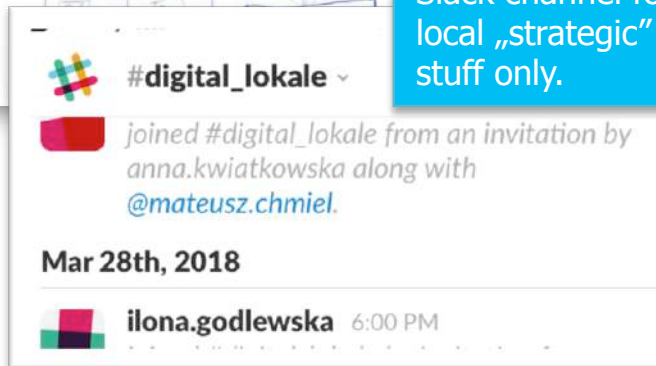 local „strategic”
stuff only.
#digital_lokale
joined #digital_lokale from an invitation by
anna.kwiatkowska along with
@mateusz.chmiel.
Mar 28th, 2018
ilona.godlewska 6:00 PM